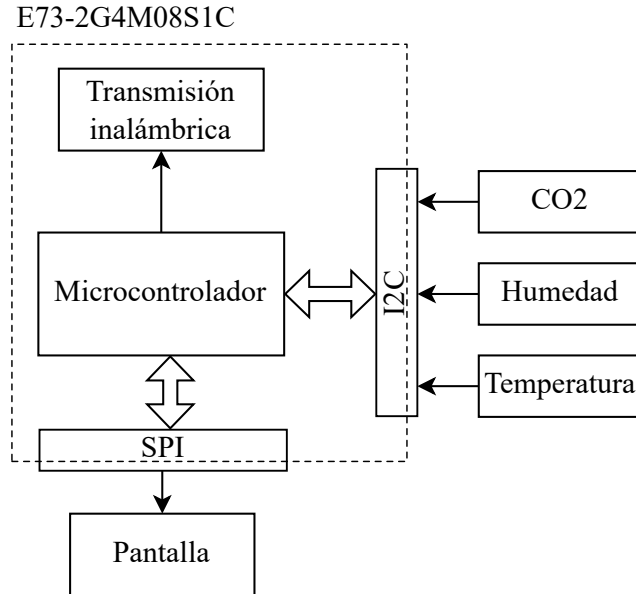 E73-2G4M08S1C
Transmisión
inalámbrica
CO2
Microcontrolador
I2C
Humedad
Temperatura
SPI
Pantalla